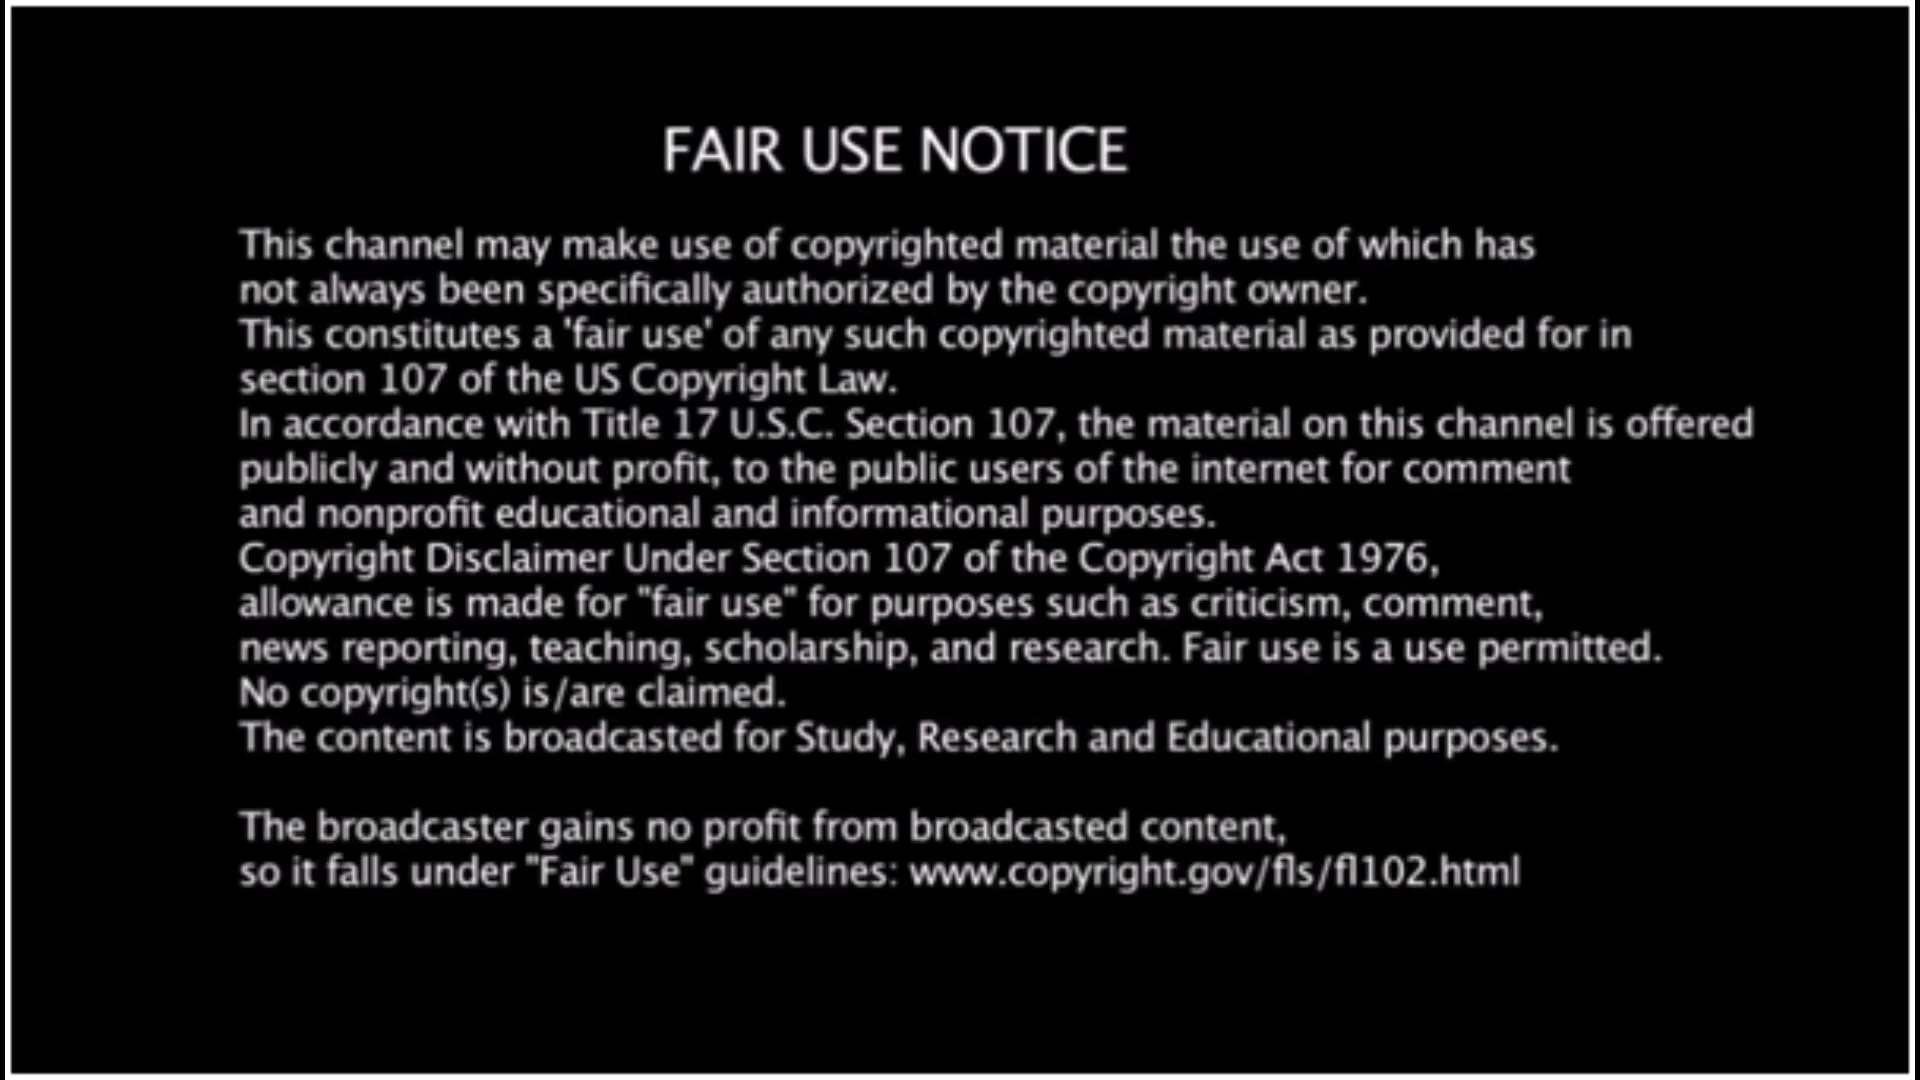 FAIR USE NOTICE
This channel may make use of copyrighted material the use of which has
not always been specifically authorized by the copyright owner.
This constitutes a 'fair use' of any such copyrighted material as provided for in
section 107 of the US Copyright Law.
In accordance with Title 17 U.S.C. Section 107, the material on this channel is offered
publicly and without profit, to the public users of the internet for comment
and nonprofit educational and informational purposes.
Copyright Disclaimer Under Section 107 of the Copyright Act 1976,
allowance is made for "fair use" for purposes such as criticism, comment,
news reporting, teaching, scholarship, and research. Fair use is a use permitted.
No copyright(s) is/are claimed.
The content is broadcasted for Study, Research and Educational purposes.
The broadcaster gains no profit from broadcasted content,
so it falls under "Fair Use" guidelines: www.copyright.gov/fls/fl102.html